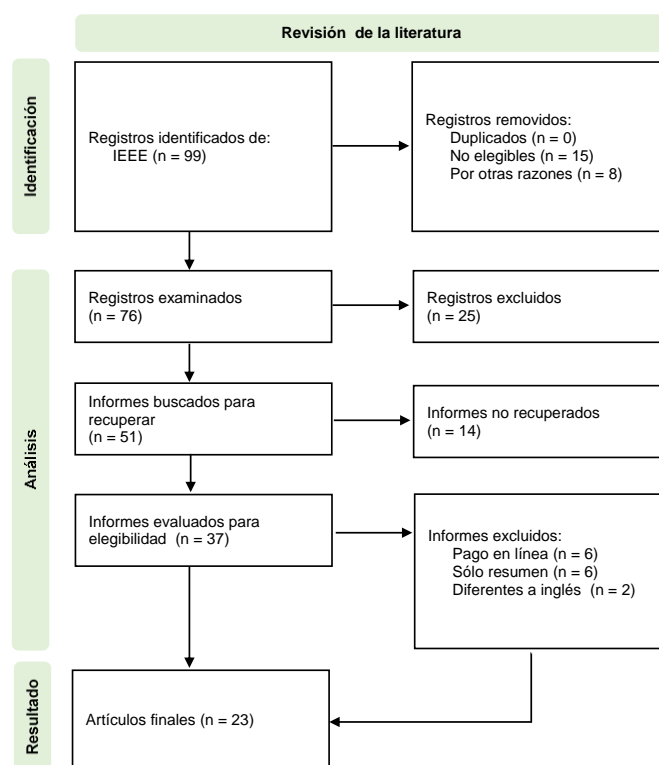 Revisión de la literatura
Identificación
Registros identificados de:
IEEE (n = 99)
Registros removidos:
Duplicados (n = 0)
No elegibles (n = 15)
Por otras razones (n = 8)
Análisis
Registros examinados
(n = 76)
Registros excluidos
(n = 25)
Informes buscados para
recuperar
(n = 51)
Informes no recuperados
(n = 14)
Informes evaluados para
elegibilidad (n = 37)
Informes excluidos:
Pago en línea (n = 6)
Sólo resumen (n = 6)
Diferentes a inglés (n = 2)
Resultado
Artículos finales (n = 23)